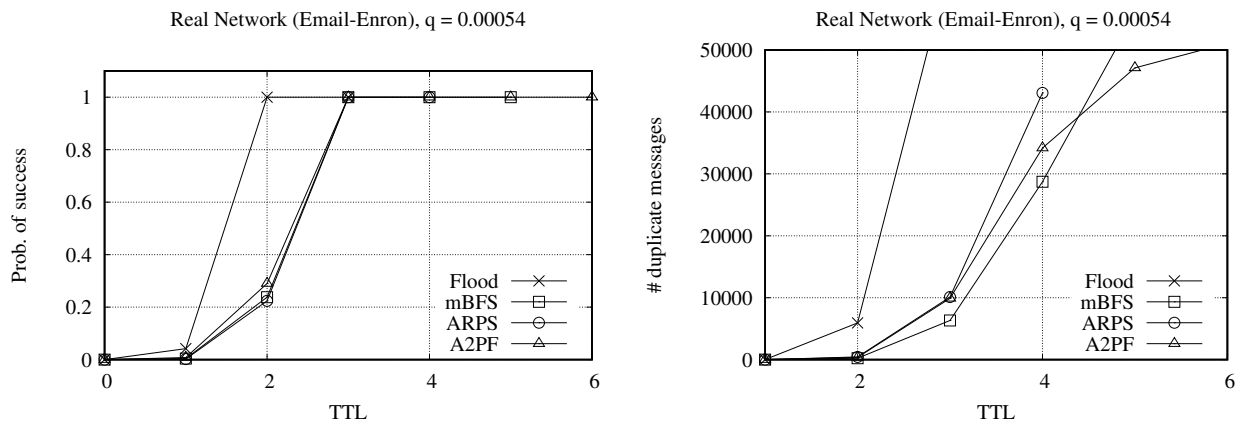 Real Network (Email-Enron), q = 0.00054
1
0.8
0.6
0.4
0.2
0
Prob. of success
Flood
mBFS
ARPS
A2PF
0
2
4
6
TTL
Real Network (Email-Enron), q = 0.00054
50000
40000
30000
20000
10000
0
# duplicate messages
Flood
mBFS
ARPS
A2PF
2
4
6
TTL